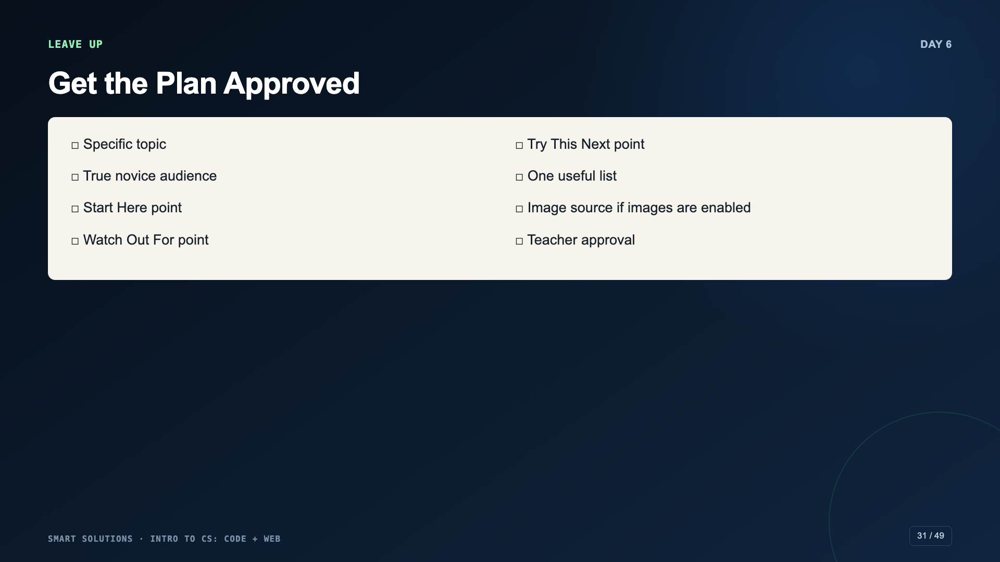 LEAVE UP
DAY 6
Get the Plan Approved
□ Specific topic
□ True novice audience
□ Start Here point
□ Watch Out For point
□ Try This Next point
□ One useful list
□ Image source if images are enabled
□ Teacher approval
SMART SOLUTIONS · INTRO TO CS: CODE + WEB
31 / 49